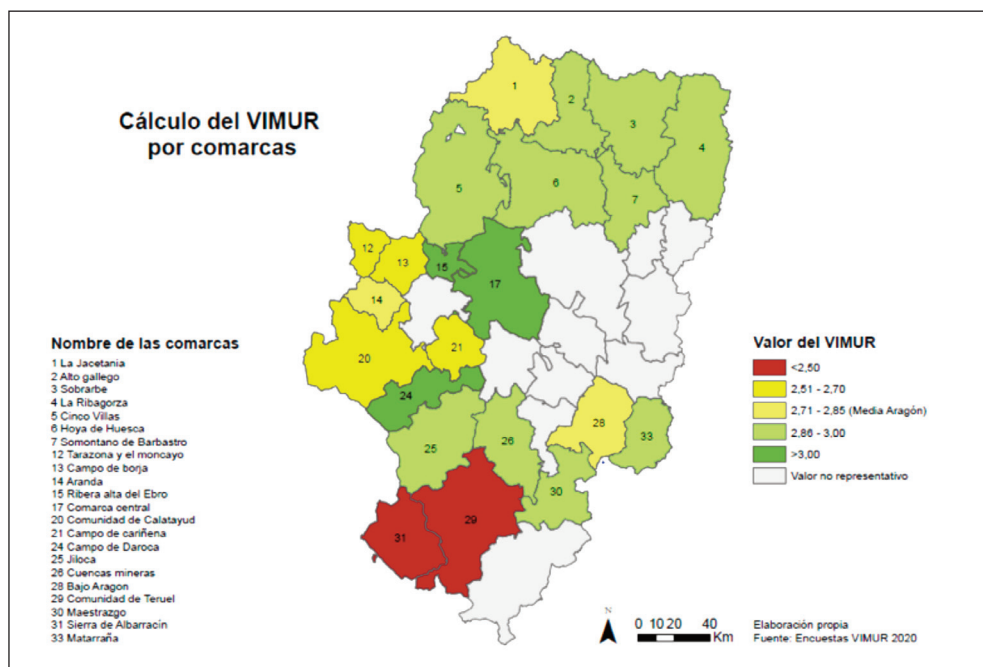 Cálculo del VIMUR
por comarcas
1
2
3
4
5
6
7
12
13
15
17
14
20
21
24
25
26
28
33
30
29
31
Nombre de las comarcas
1 La Jacetania
2 Alto gallego
3 Sobrarbe
4 La Ribagorza
5 Cinco Villas
6 Hoya de Huesca
7 Somontano de Barbastro
12 Tarazona y el moncayo
13 Campo de borja
14 Aranda
15 Ribera alta del Ebro
17 Comarca central
20 Comunidad de Calatayud
21 Campo de cariñena
24 Campo de Daroca
25 Jiloca
26 Cuencas mineras
28 Bajo Aragon
29 Comunidad de Teruel
30 Maestrazgo
31 Sierra de Albarracín
33 Matarraña
Valor del VIMUR
<2,50
2,51 - 2,70
2,71 - 2,85 (Media Aragón)
2,86 - 3,00
>3,00
Valor no representativo
N
0 10 20 40
Km
Elaboración propia
Fuente: Encuestas VIMUR 2020